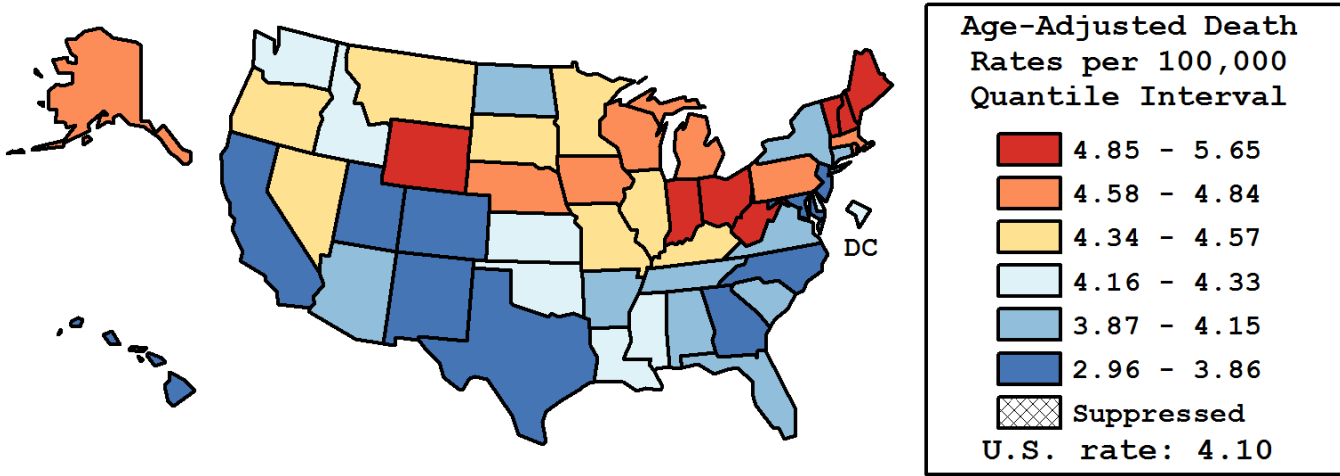 Age-Adjusted Death
Rates per 100,000
Quantile Interval
4.85 - 5.65
4.58 - 4.84
4.34 - 4.57
4.16 - 4.33
3.87 - 4.15
2.96 - 3.86
Suppressed
U.S. rate: 4.10
DC